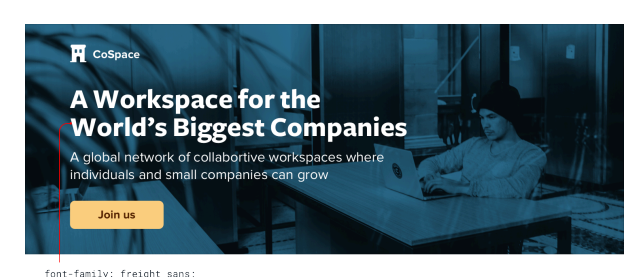 CoSpace
A Workspace for the
World's Biggest Companies
A global network of collabortive workspaces where
individuals and small companies can grow
Join us
font-family: freight sans;